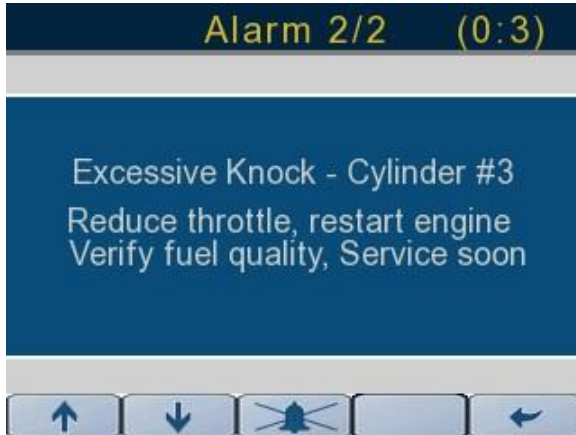 Alarm 2/2 (0:3)
Excessive Knock - Cylinder #3
Reduce throttle, restart engine
Verify fuel quality, Service soon